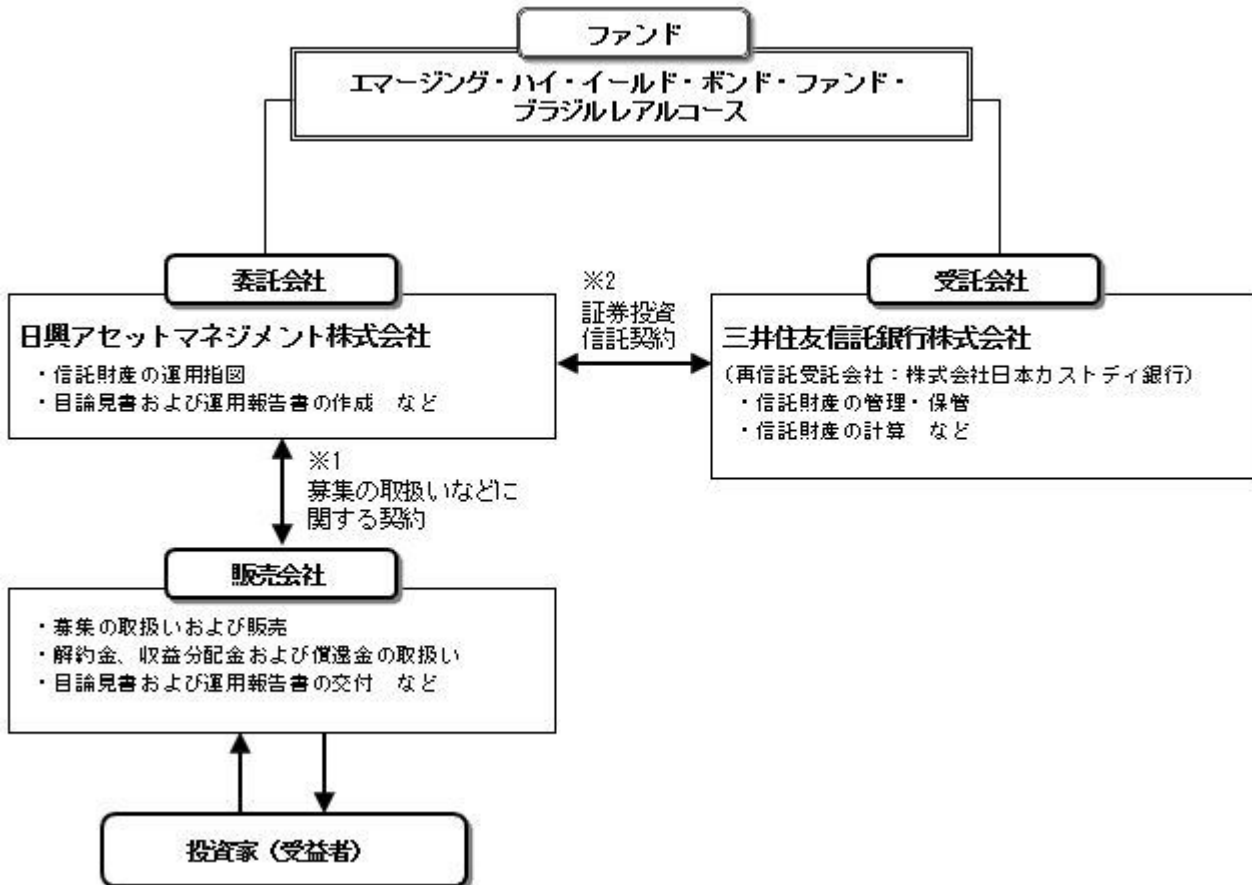 ファンド
エマージング・ハイ・イールド・ボンド・ファンド・
ブラジルレアルコース
委託会社
日興アセットマネジメント株式会社
・信託財産の運用指図
・目論見書および運用報告書の作成 など
※2
証券投資
信託契約
受託会社
三井住友信託銀行株式会社
(再信託受託会社:株式会社日本カストディ銀行)
・信託財産の管理・保管
・信託財産の計算 など
※1
募集の取扱いなどに
関する契約
販売会社
・募集の取扱いおよび販売
・解約金、収益分配金および償還金の取扱い
・目論見書および運用報告書の交付 など
投資家(受益者)